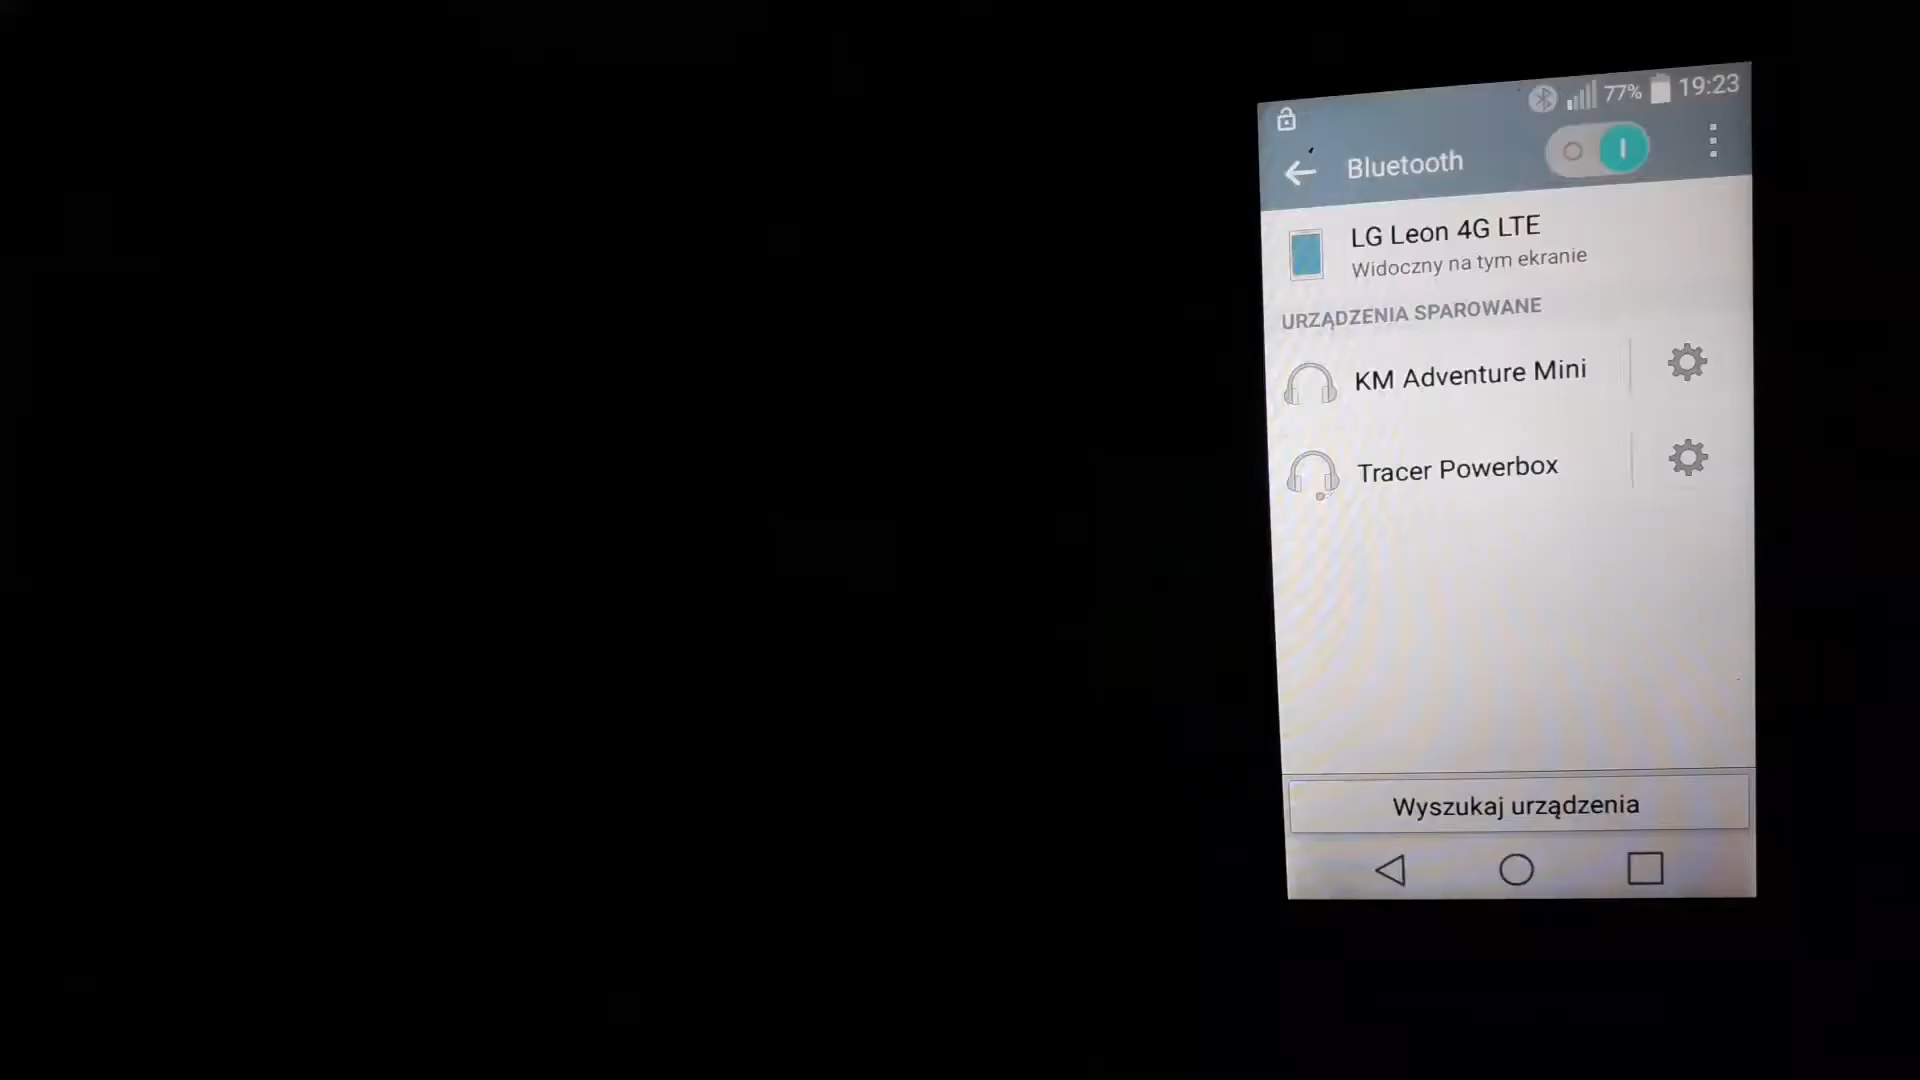 77% 19:23
Bluetooth
LG Leon 4G LTE
Widoczny na tym ekranie
URZĄDZENIA SPAROWANE
KM Adventure Mini
Tracer Powerbox
Wyszukaj urządzenia